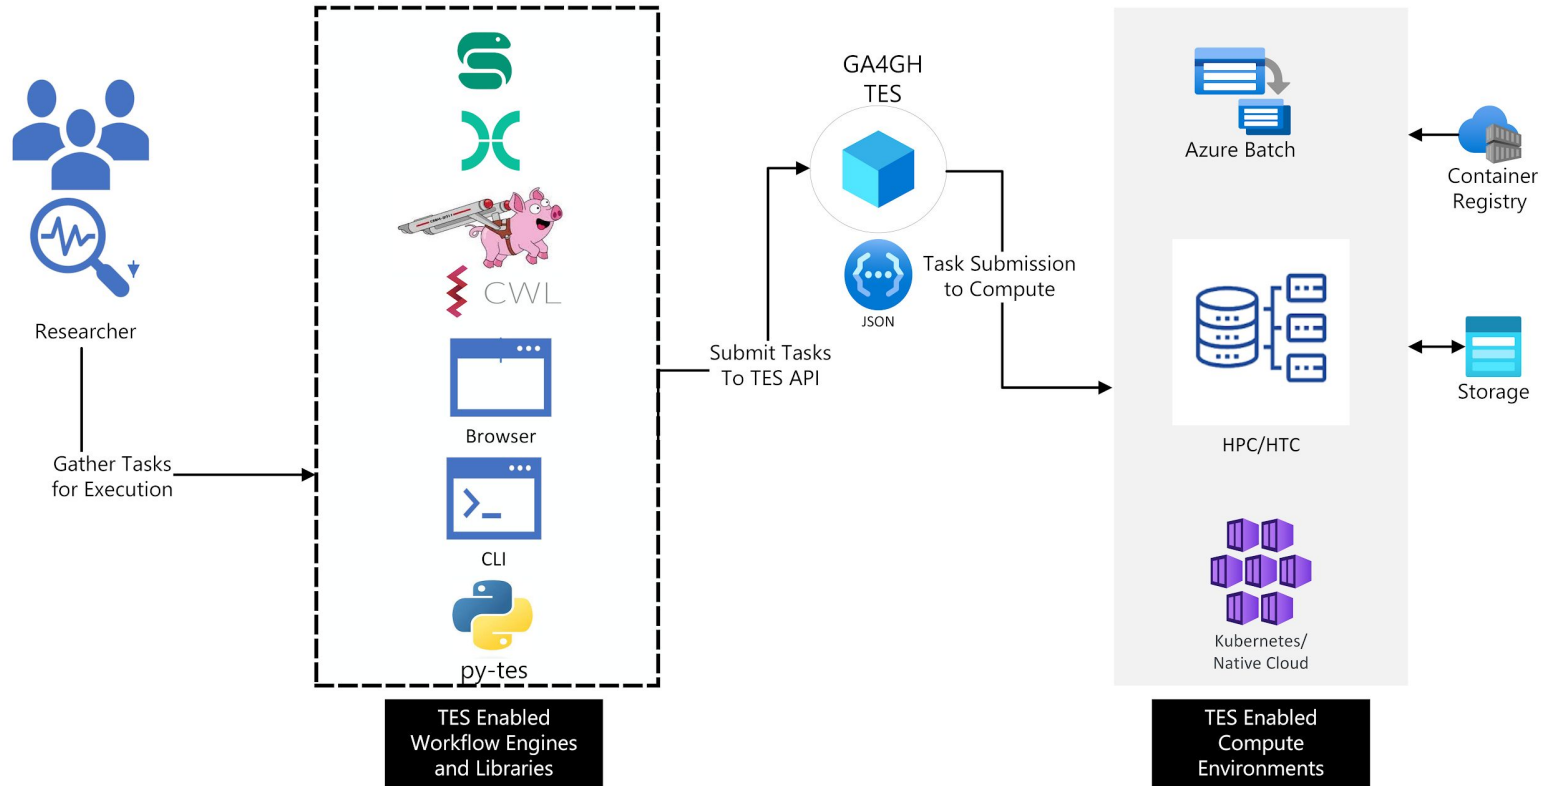 Researcher
Gather Tasks
for Execution
CWL
Browser
CLI
py-tes
TES Enabled
Workflow Engines
and Libraries
Submit Tasks
To TES API
GA4GH
TES
JSON
Task Submission
to Compute
Azure Batch
HPC/HTC
Kubernetes/
Native Cloud
TES Enabled
Compute
Environments
Container
Registry
Storage